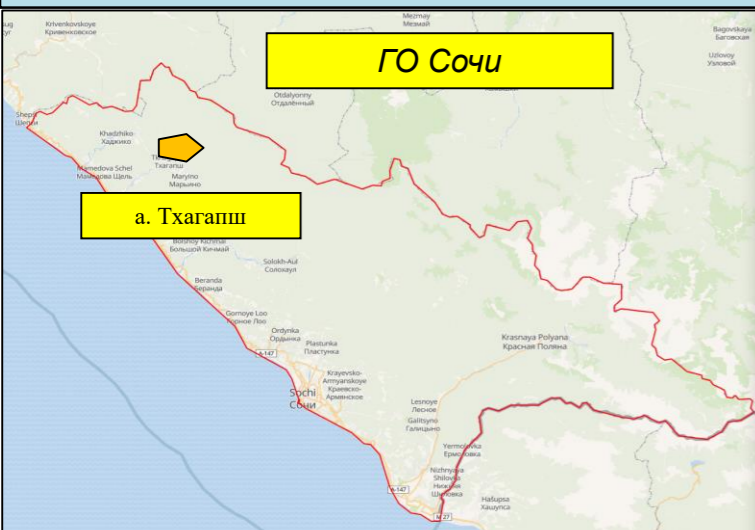 Krivenkovskoye
Кривенковское
Mezmay
Мезмай
Bagovskaya
Баговская
Uzlovoy
Узловой
ГО Сочи
Otdalyonny
Отдалённый
Shepsi
Шепси
Khadzhiko
Хаджико
Тхагапш
Mamedova Schel
Мамедова Щель
Maryino
Марьино
а. Тхагапш
Bolshoy Kichmai
Большой Кичмай
Solokh-Aul
Солохаул
Beranda
Беранда
Gornoye Loo
Горное Лоо
Ordynka
Ордынка
Plastunka
Пластунка
A-147
Krasnaya Polyana
Красная Поляна
Krayevsko-
Armyanskoye
Краевско-
Армянское
Sochi
Сочи
Lesnoye
Лесное
Galitsyno
Галицыно
Yermolovka
Ермоловка
Nizhnyaya
Shilovka
Нижняя
Шиловка
A-147
Hašupsa
Хашупса